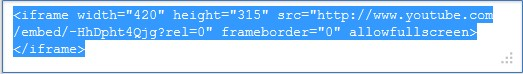 <iframe width="420" height="315" src="http://www.youtube.com
/embed/-HhDpht4Qjg?rel=0" frameborder="0" allowfullscreen>
</iframe>